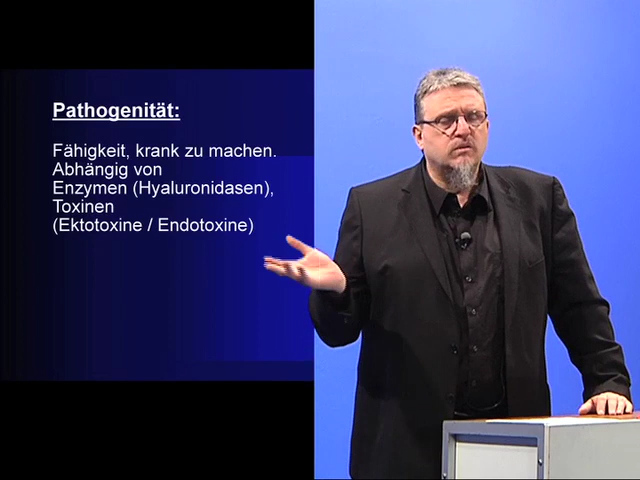 Pathogenität:
Fähigkeit, krank zu machen.
Abhängig von
Enzymen (Hyaluronidasen),
Toxinen
(Ektotoxine / Endotoxine)